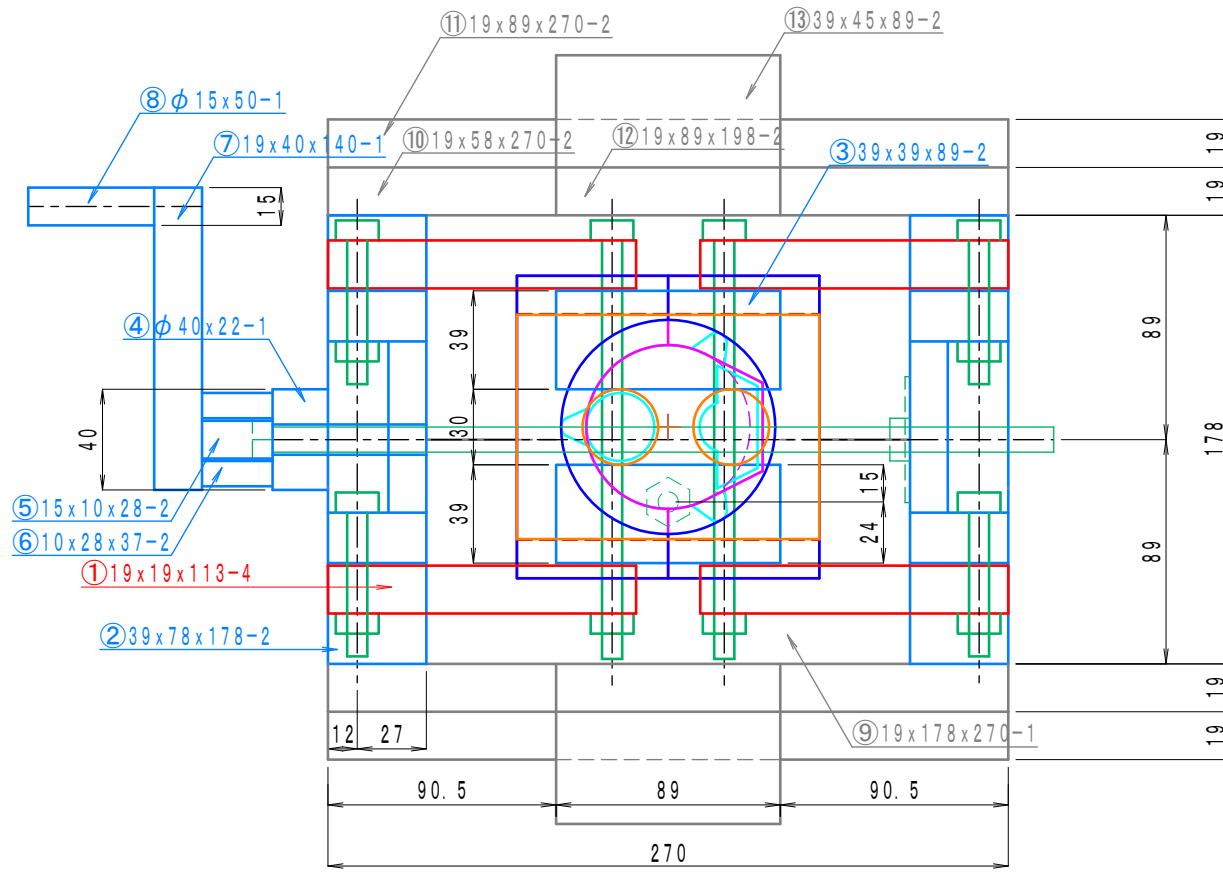 ⑪19x89x270-2
⑬39x45x89-2
⑧φ15x50-1
⑦19x40x140-1
⑩19x58x270-2
⑫19x89x198-2
③39x39x89-2
19
19
15
④φ40x22-1
39
89
40
30
178
15
⑤15x10x28-2
⑥10x28x37-2
39
24
89
①19x19x113-4
②39x78x178-2
19
12
27
⑨19x178x270-1
19
90.5
89
90.5
270